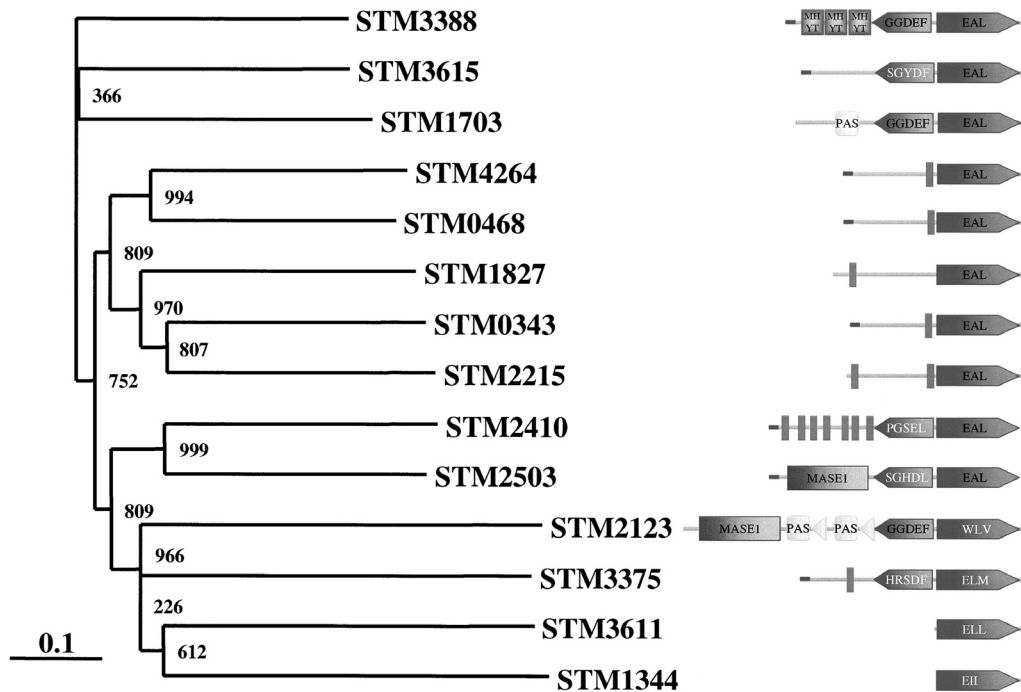 STM3388 MH YT MH YT MH YT GGDEF EAL
STM3615 SGYDF EAL
366
STM1703 PAS GGDEF EAL
STM4264 EAL
994
STM0468 EAL
809
STM1827 EAL
970
STM0343 EAL
807
STM2215 EAL
752
STM2410 PGSEL EAL
999
STM2503 MASE1 SGHDL EAL
809
STM2123 MASE1 PAS PAS GGDEF WLV
966
STM3375 HRSDF ELM
226
STM3611 ELL
0.1
612
STM1344 EII